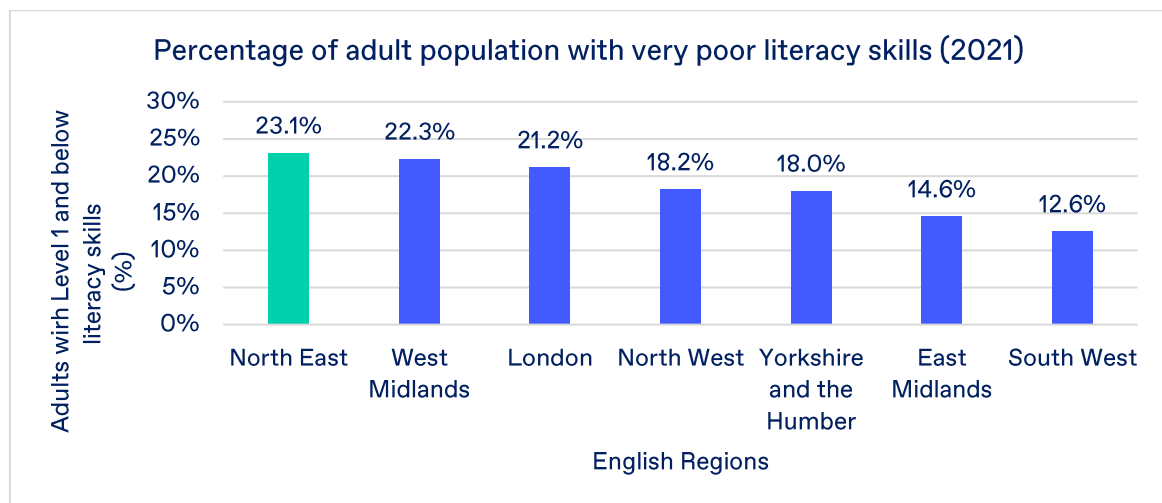 Percentage of adult population with very poor literacy skills (2021)
Adults wirh Level 1 and below
literacy skills
(%)
30%
25%
20%
15%
10%
5%
0%
23.1%
22.3%
21.2%
18.2%
18.0%
14.6%
12.6%
North East
West
Midlands
London
North West
Yorkshire
and the
Humber
East
Midlands
South West
English Regions